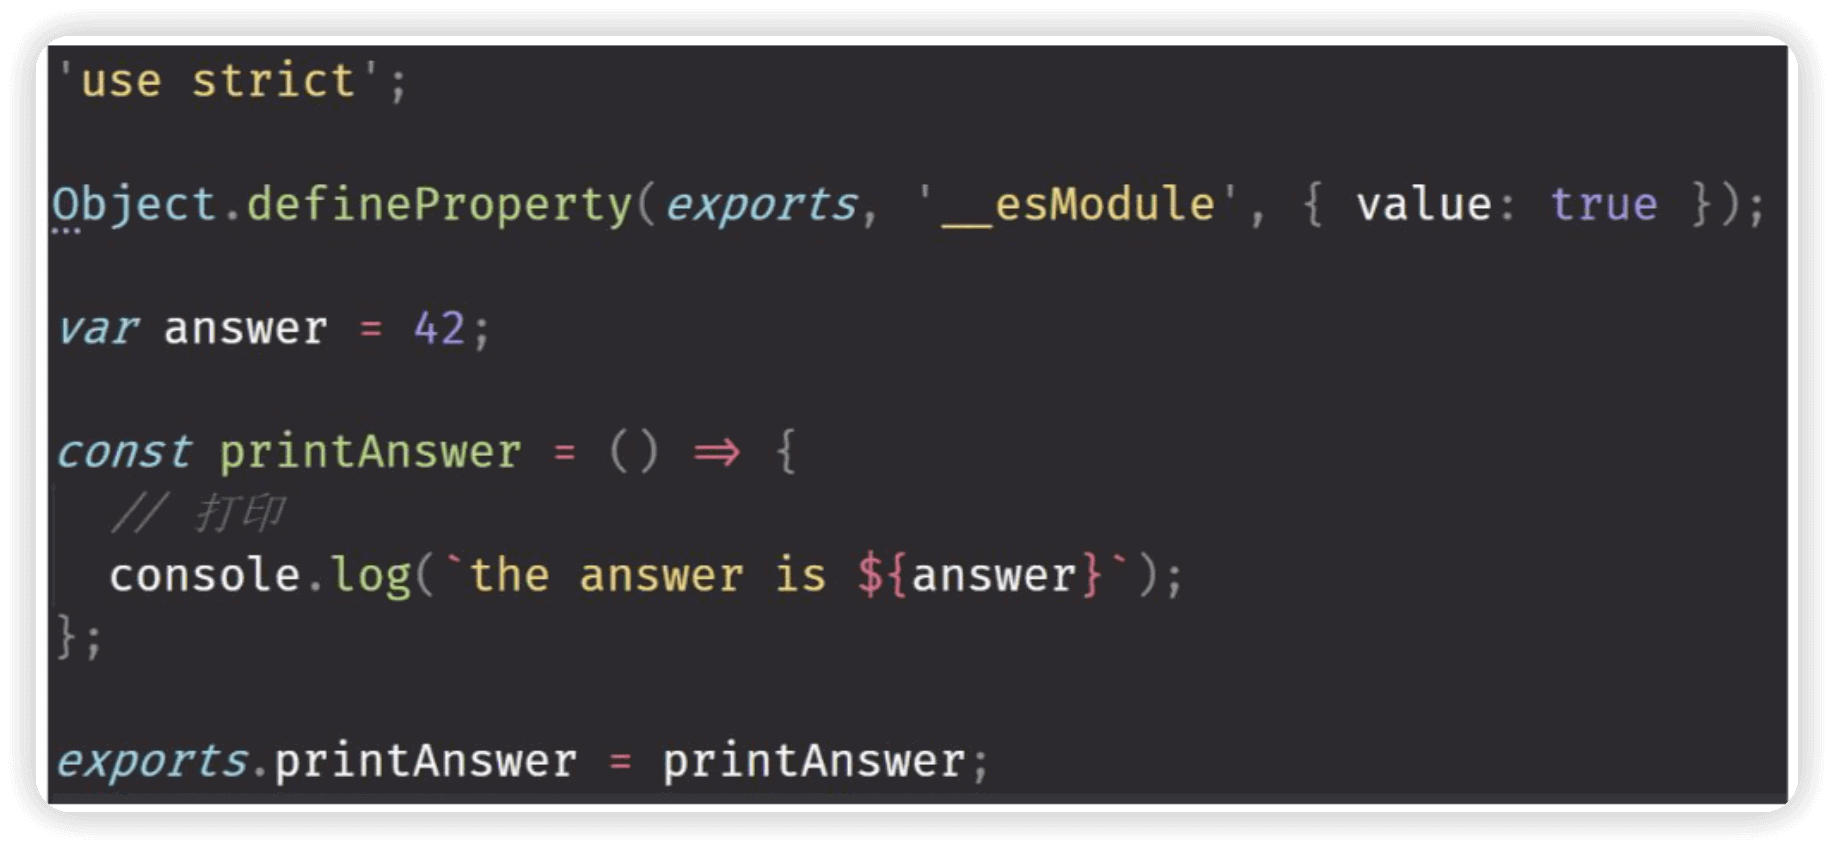 'use strict';
Object.defineProperty(exports, '__esModule', { value: true });
var answer = 42;
const printAnswer = () => {
// 打印
console.log(`the answer is ${answer}`);
};
exports.printAnswer = printAnswer;